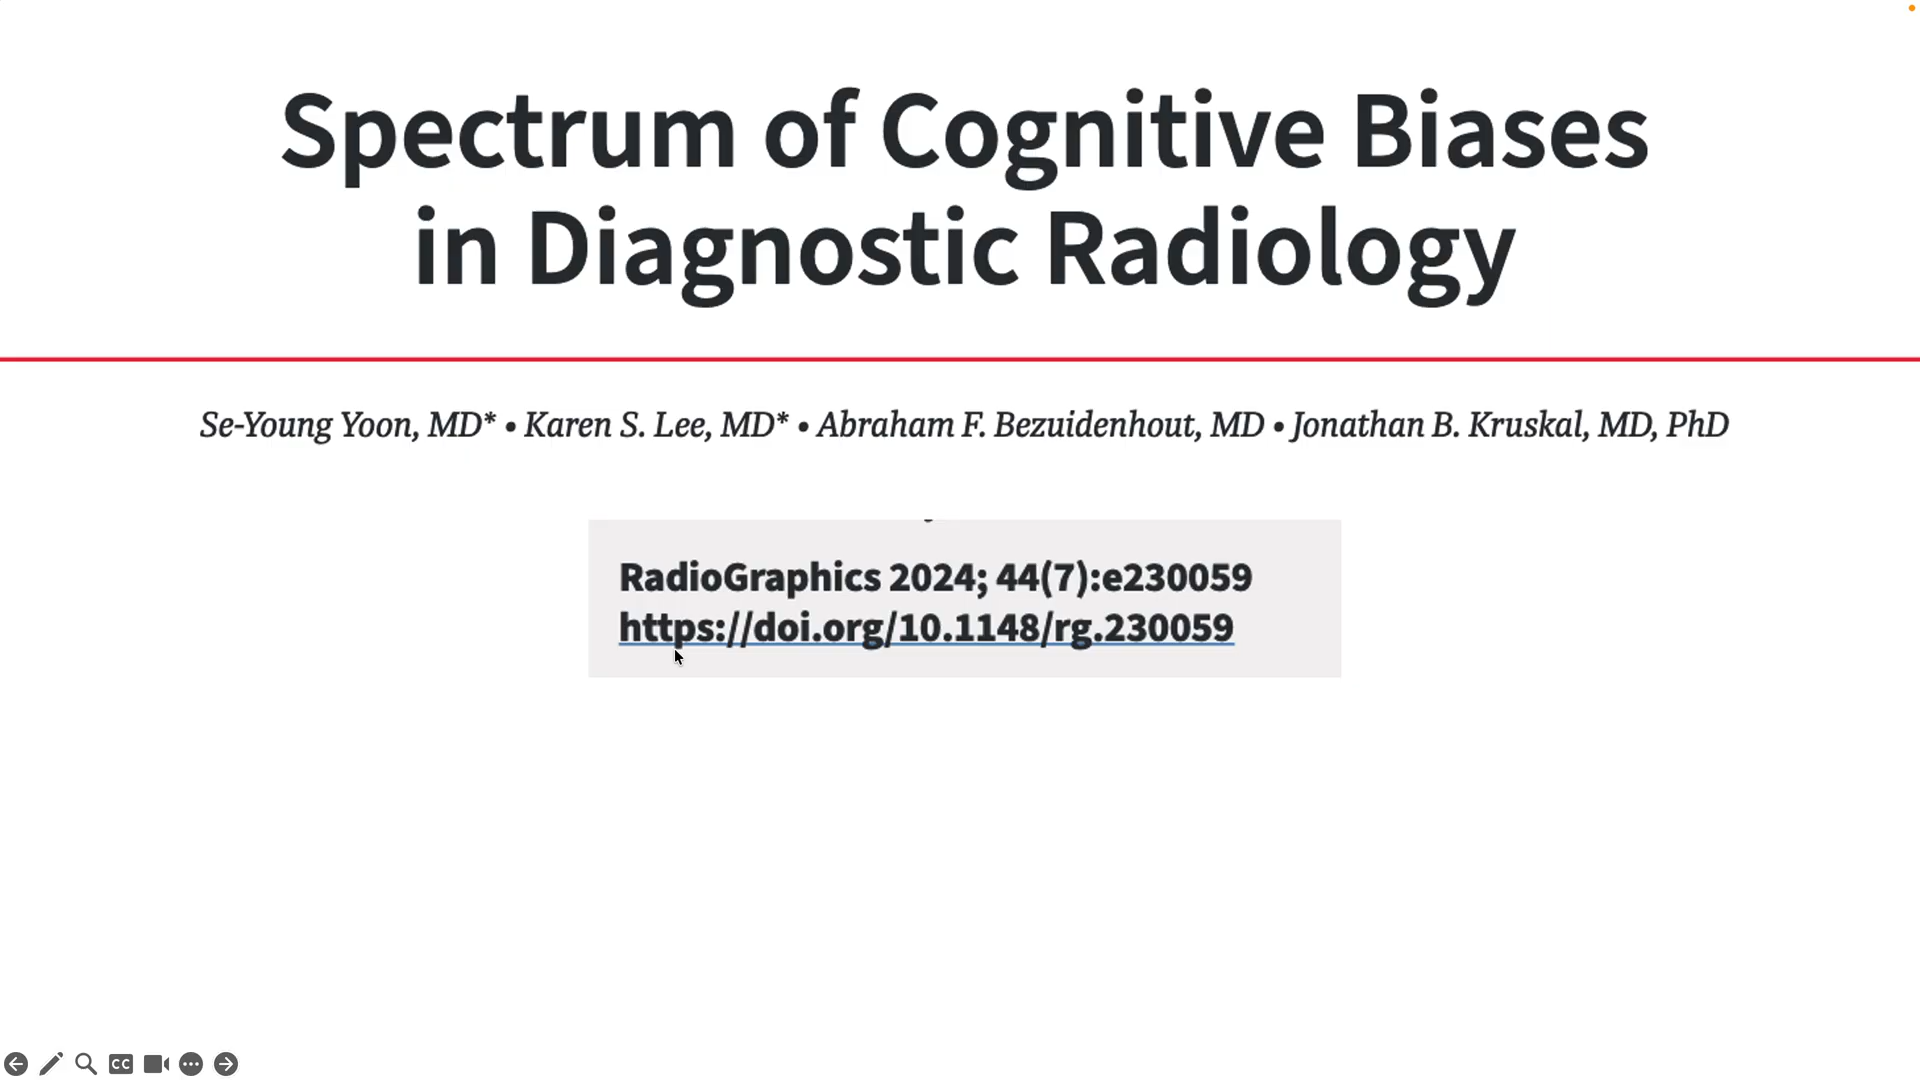 Spectrum of Cognitive Biases
in Diagnostic Radiology
Se-Young Yoon, MD* • Karen S. Lee, MD* • Abraham F. Bezuidenhout, MD • Jonathan B. Kruskal, MD, PhD
RadioGraphics 2024; 44(7):e230059
https://doi.org/10.1148/rg.230059
CC